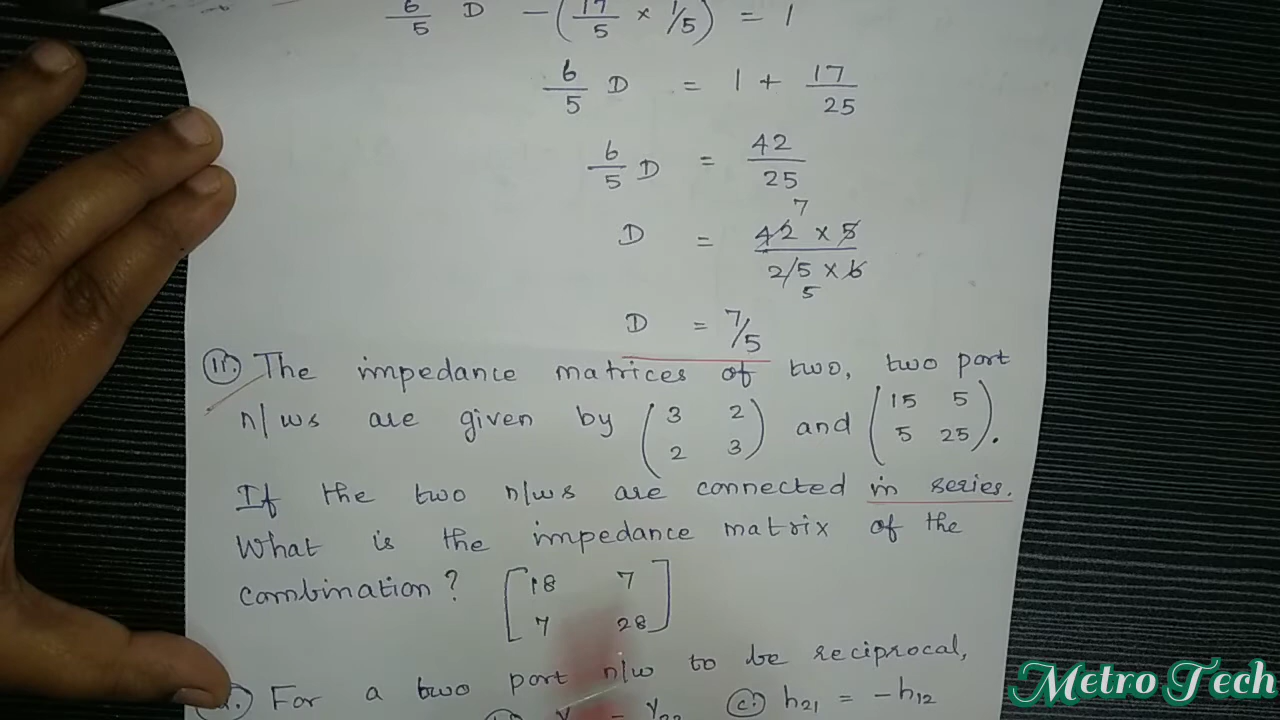 6/5 D - (17/5 × 1/5) = 1
6/5 D = 1 + 17/25
6/5 D = 42/25
7
D = 42 × 5
25 × 6
5
D = 7/5
11. The impedance matrices of two, two port
n/ws are given by (3 2 and (15 5
2 3) 5 25).
If the two n/ws are connected in series.
What is the impedance matrix of the
combination? [18 7
7 28]
For a two port n/w to be reciprocal,
(c.) h21 = -h12
Metro Tech